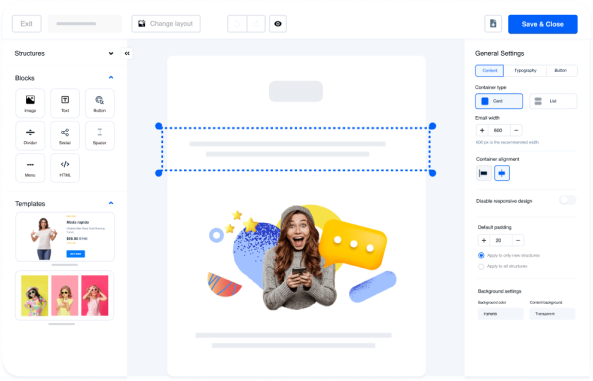 Exit
Change layout
Save & Close
Structures
Blocks
Image
Text
Button
Divider
Social
Spacer
Menu
HTML
Templates
General Settings
Content
Typography
Button
Container type
Card
List
Email width
+
600
−
600 px is the recommended width.
Container alignment
Disable responsive design
Default padding
+
20
−
Apply to only new structures
Apply to all structures
Background settings
Background color
Content background
Transparent